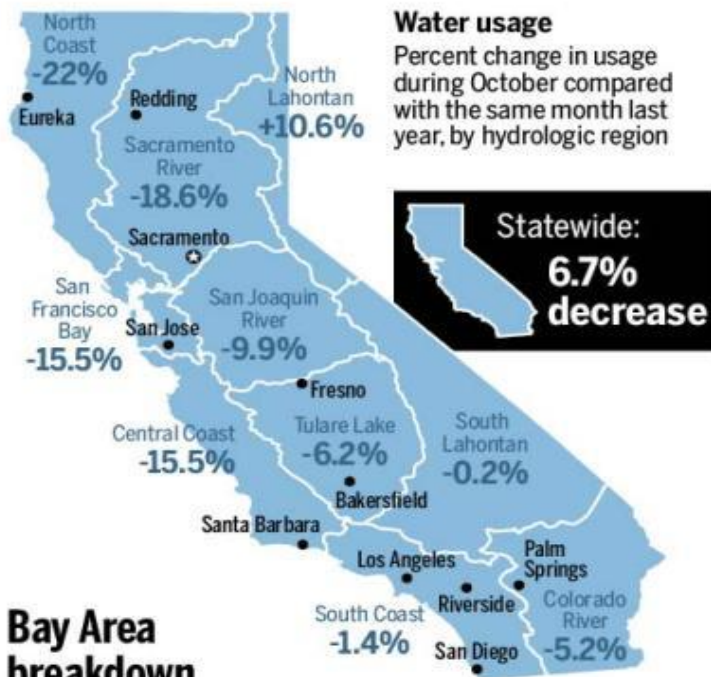 Water usage
Percent change in usage
during October compared
with the same month last
year, by hydrologic region
North
Coast
-22%
Eureka
Redding
North
Lahontan
+10.6%
Sacramento
River
-18.6%
Sacramento
Statewide:
6.7%
decrease
San
Francisco
Bay
-15.5%
San Jose
San Joaquin
River
-9.9%
Fresno
Central Coast
-15.5%
Tulare Lake
-6.2%
Bakersfield
South
Lahontan
-0.2%
Santa Barbara
Los Angeles
Palm
Springs
Riverside
South Coast
-1.4%
Colorado
River
-5.2%
San Diego
Bay Area
breakdown